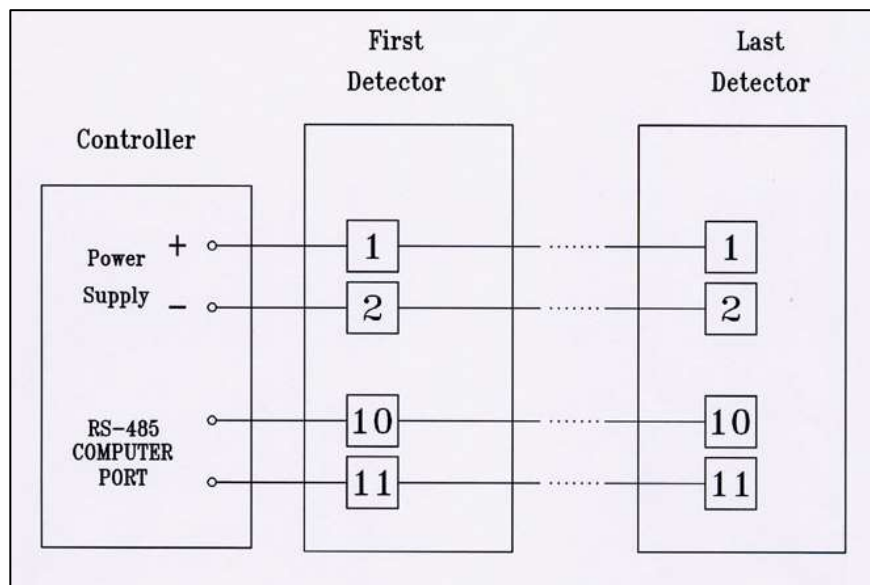 First
Detector
Last
Detector
Controller
Power
Supply
+
−
1
2
10
11
1
2
10
11
RS-485
COMPUTER
PORT